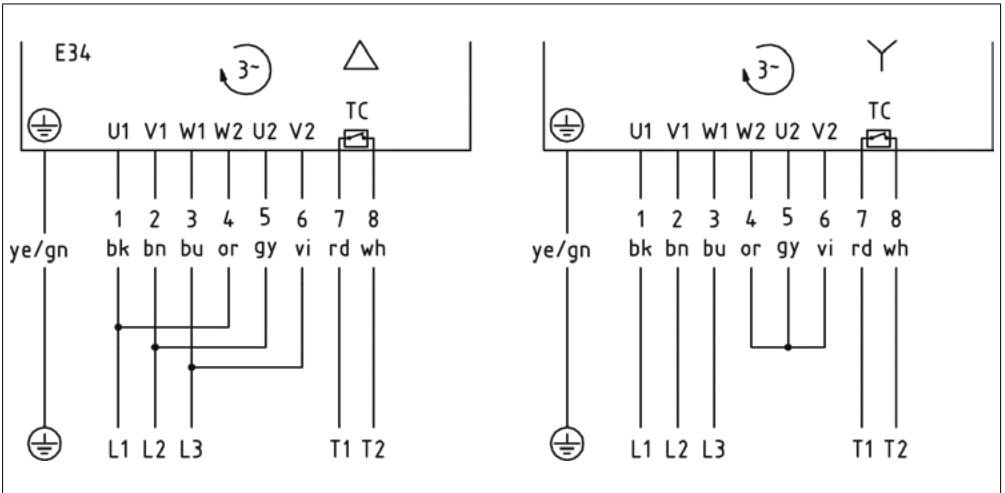 E34
3~ 3~
TC TC
U1 V1 W1 W2 U2 V2 U1 V1 W1 W2 U2 V2
1 2 3 4 5 6 7 8 1 2 3 4 5 6 7 8
ye/gn bk bn bu or gy vi rd wh ye/gn bk bn bu or gy vi rd wh
L1 L2 L3 T1 T2 L1 L2 L3 T1 T2